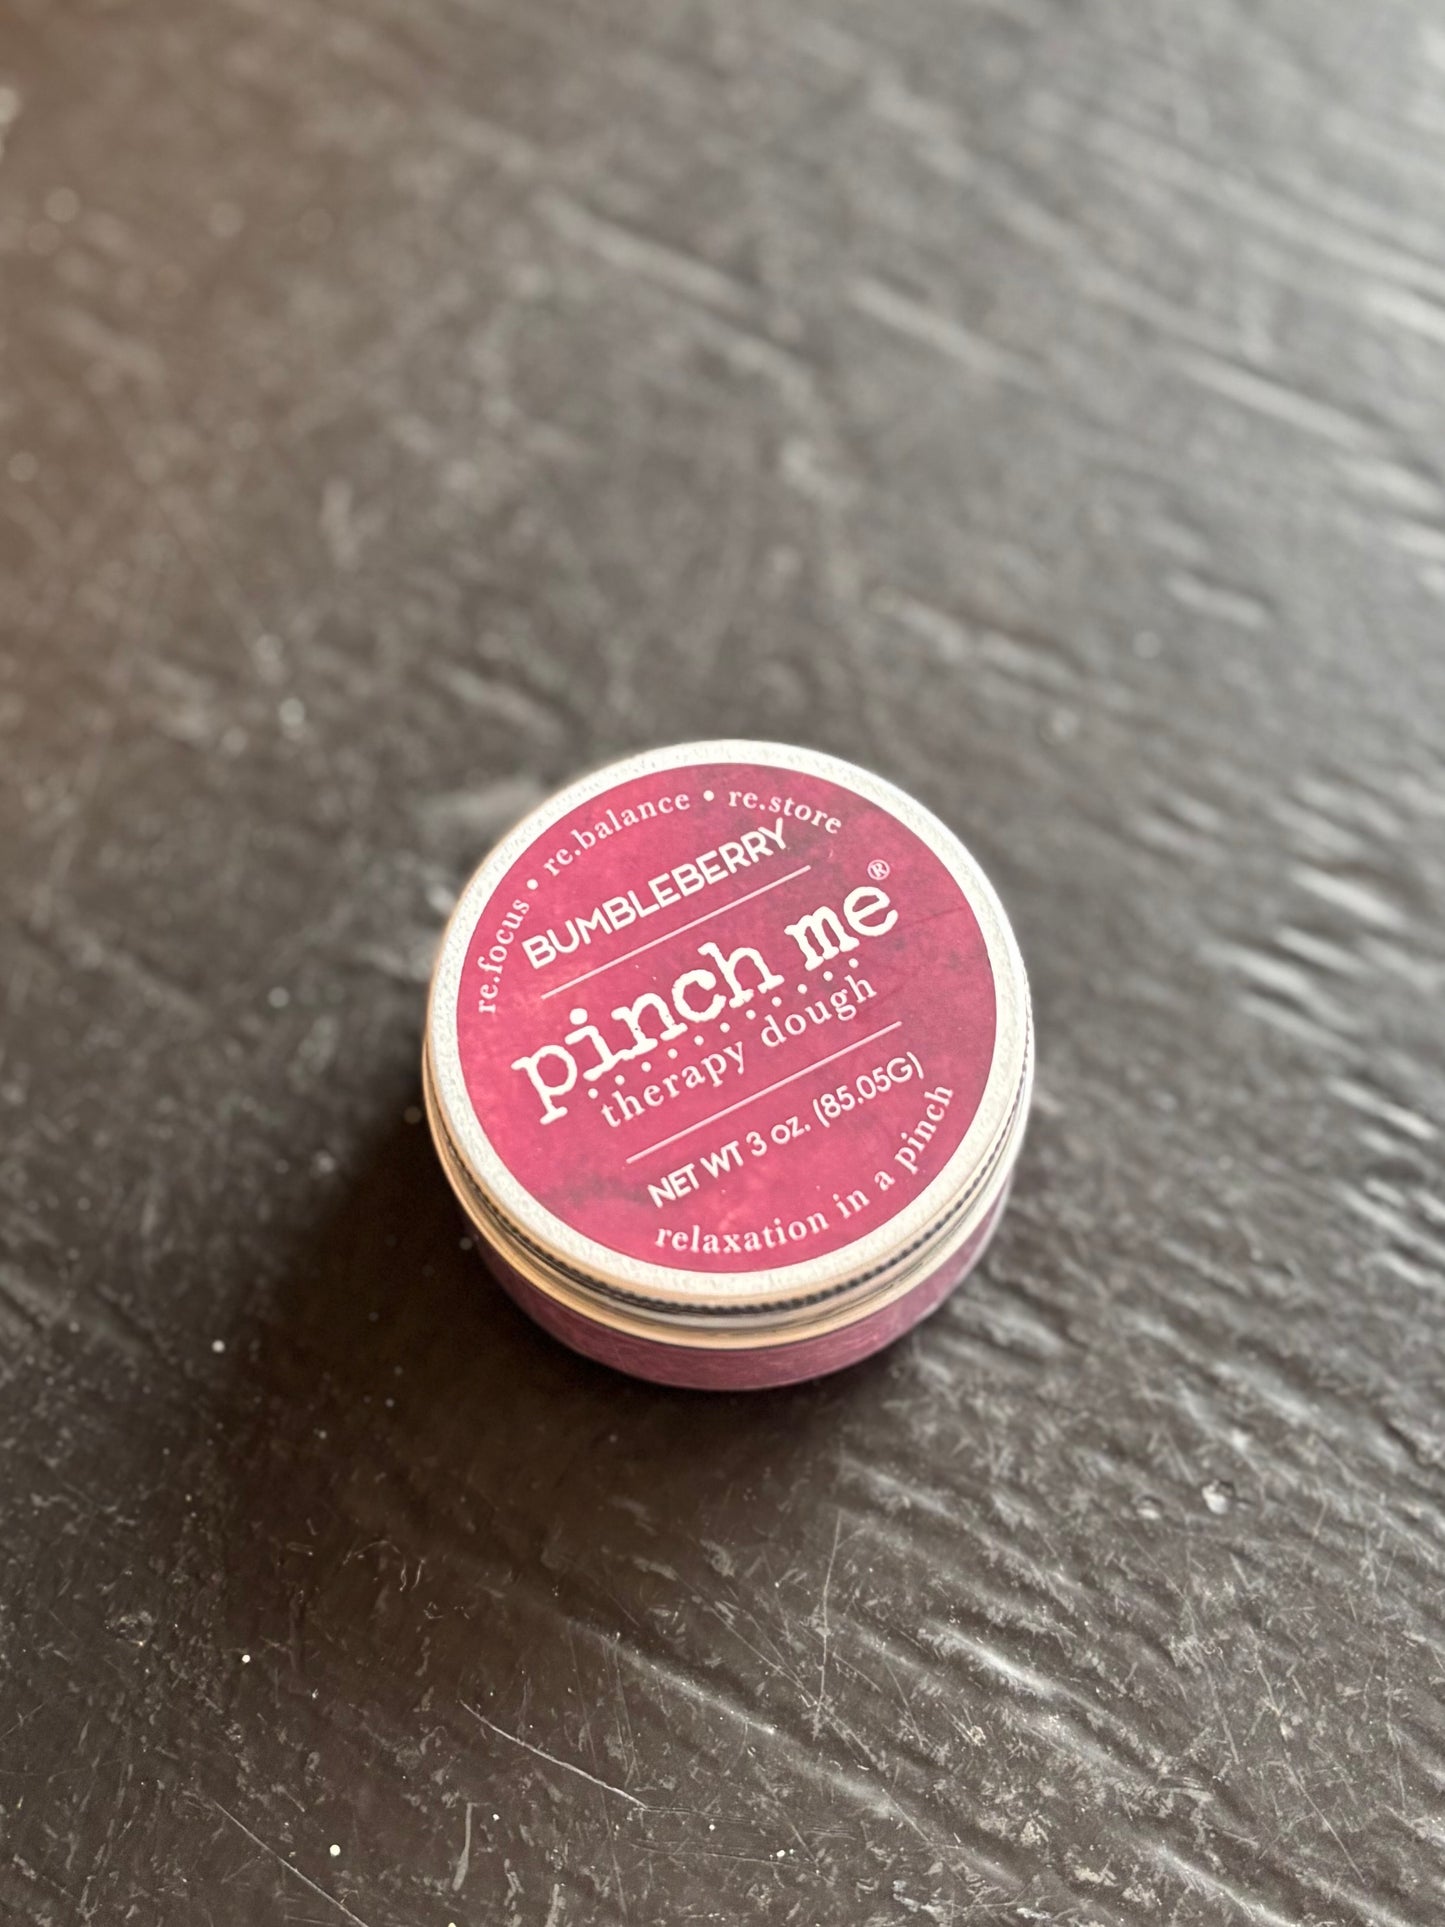 re.focus • re.balance • re.store
BUMBLEBERRY
pinch me®
therapy dough
NET WT 3 oz. (85.05G)
relaxation in a pinch